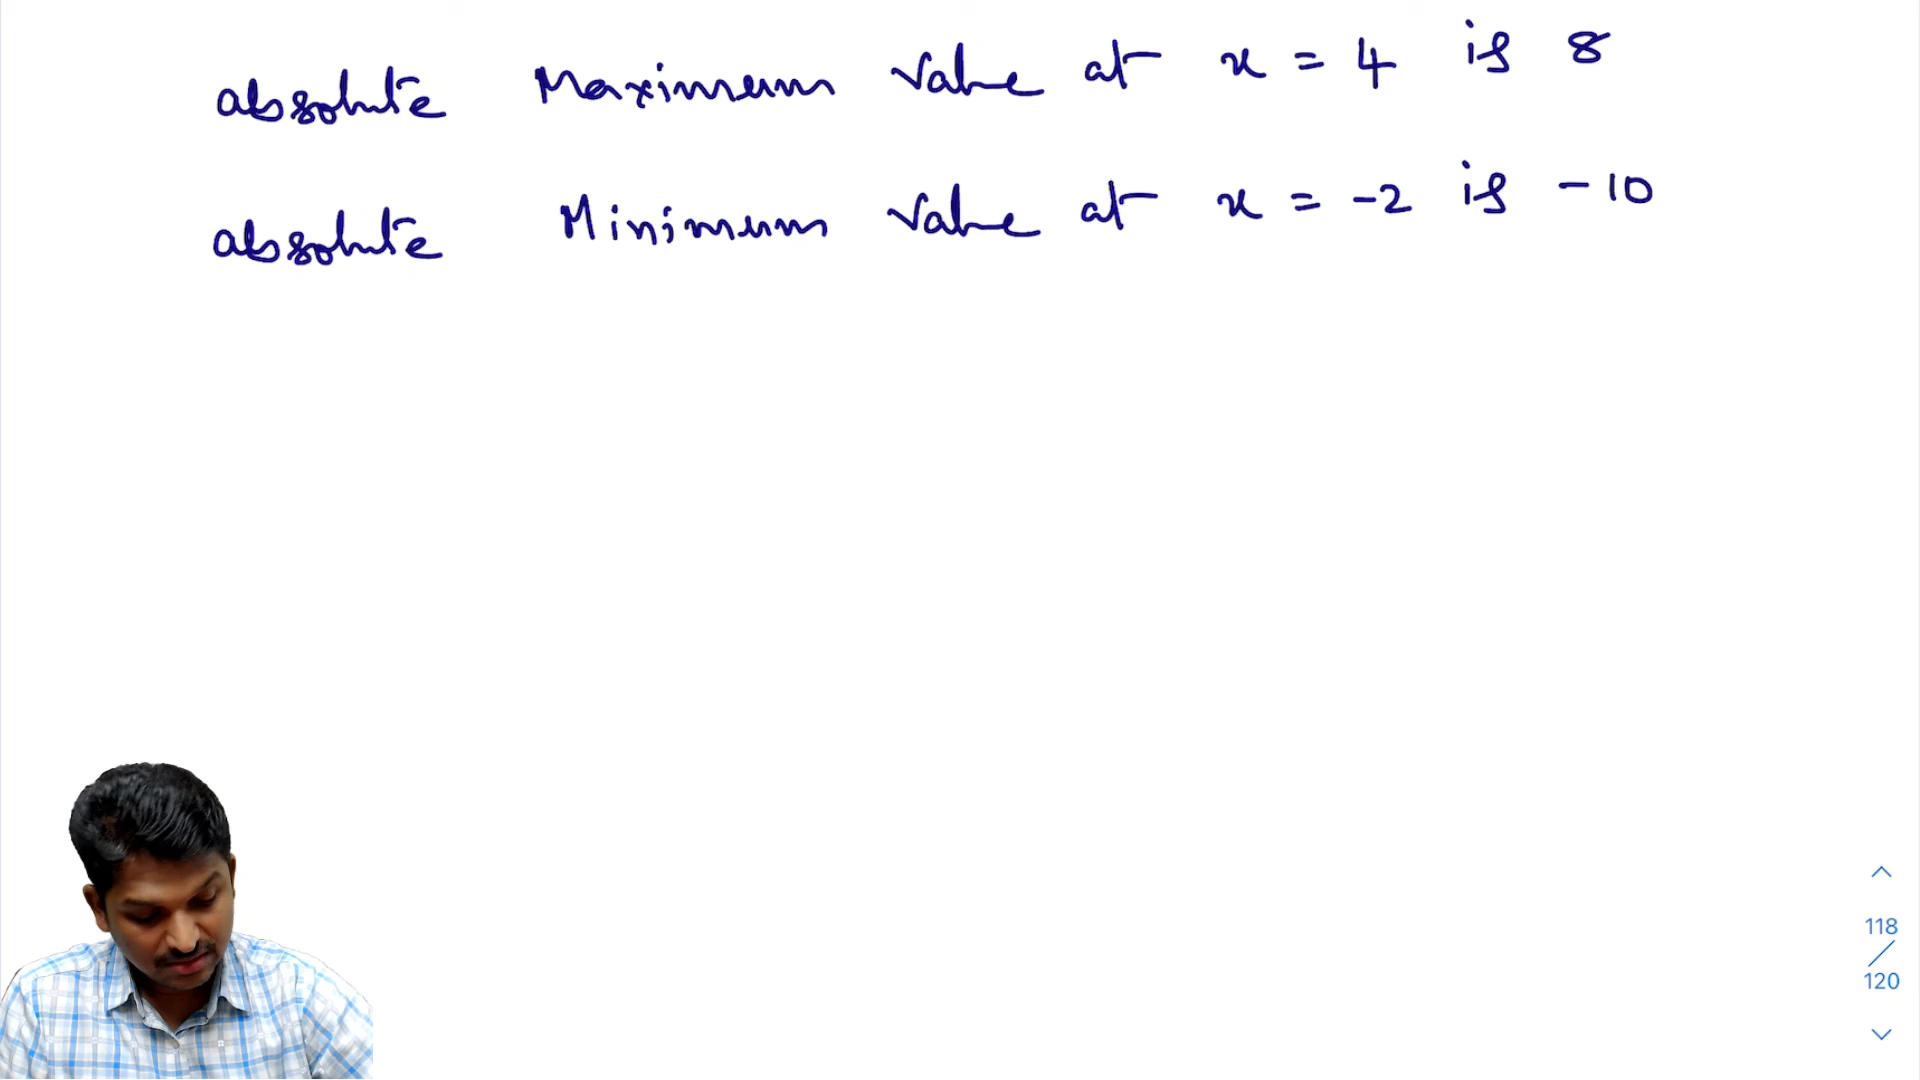 absolute Maximum value at x = 4 is 8
absolute Minimum value at x = -2 is -10
118
/
120